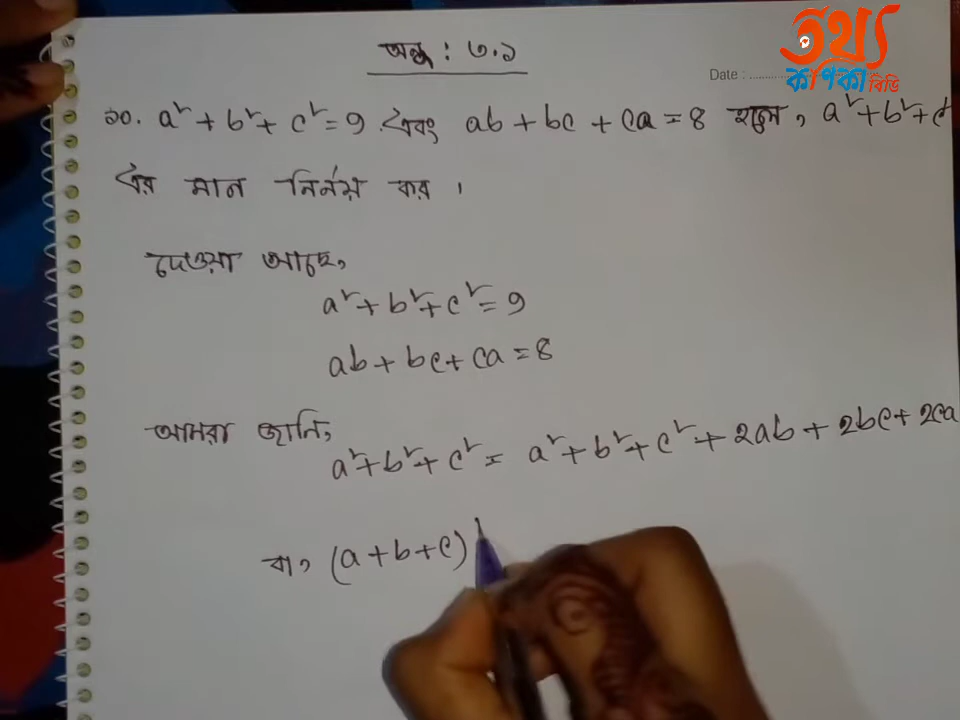 তথ্য
কণিকা বিডি
অনু : ৩.১
Date :
১০. a² + b² + c² = 9 এবং ab + bc + ca = 8 হলে, a² + b² + c²
এর মান নির্নয় কর ।
দেওয়া আছে,
a² + b² + c² = 9
ab + bc + ca = 8
আমরা জানি,
a² + b² + c² = a² + b² + c² + 2ab + 2bc + 2ca
বা, (a + b + c)